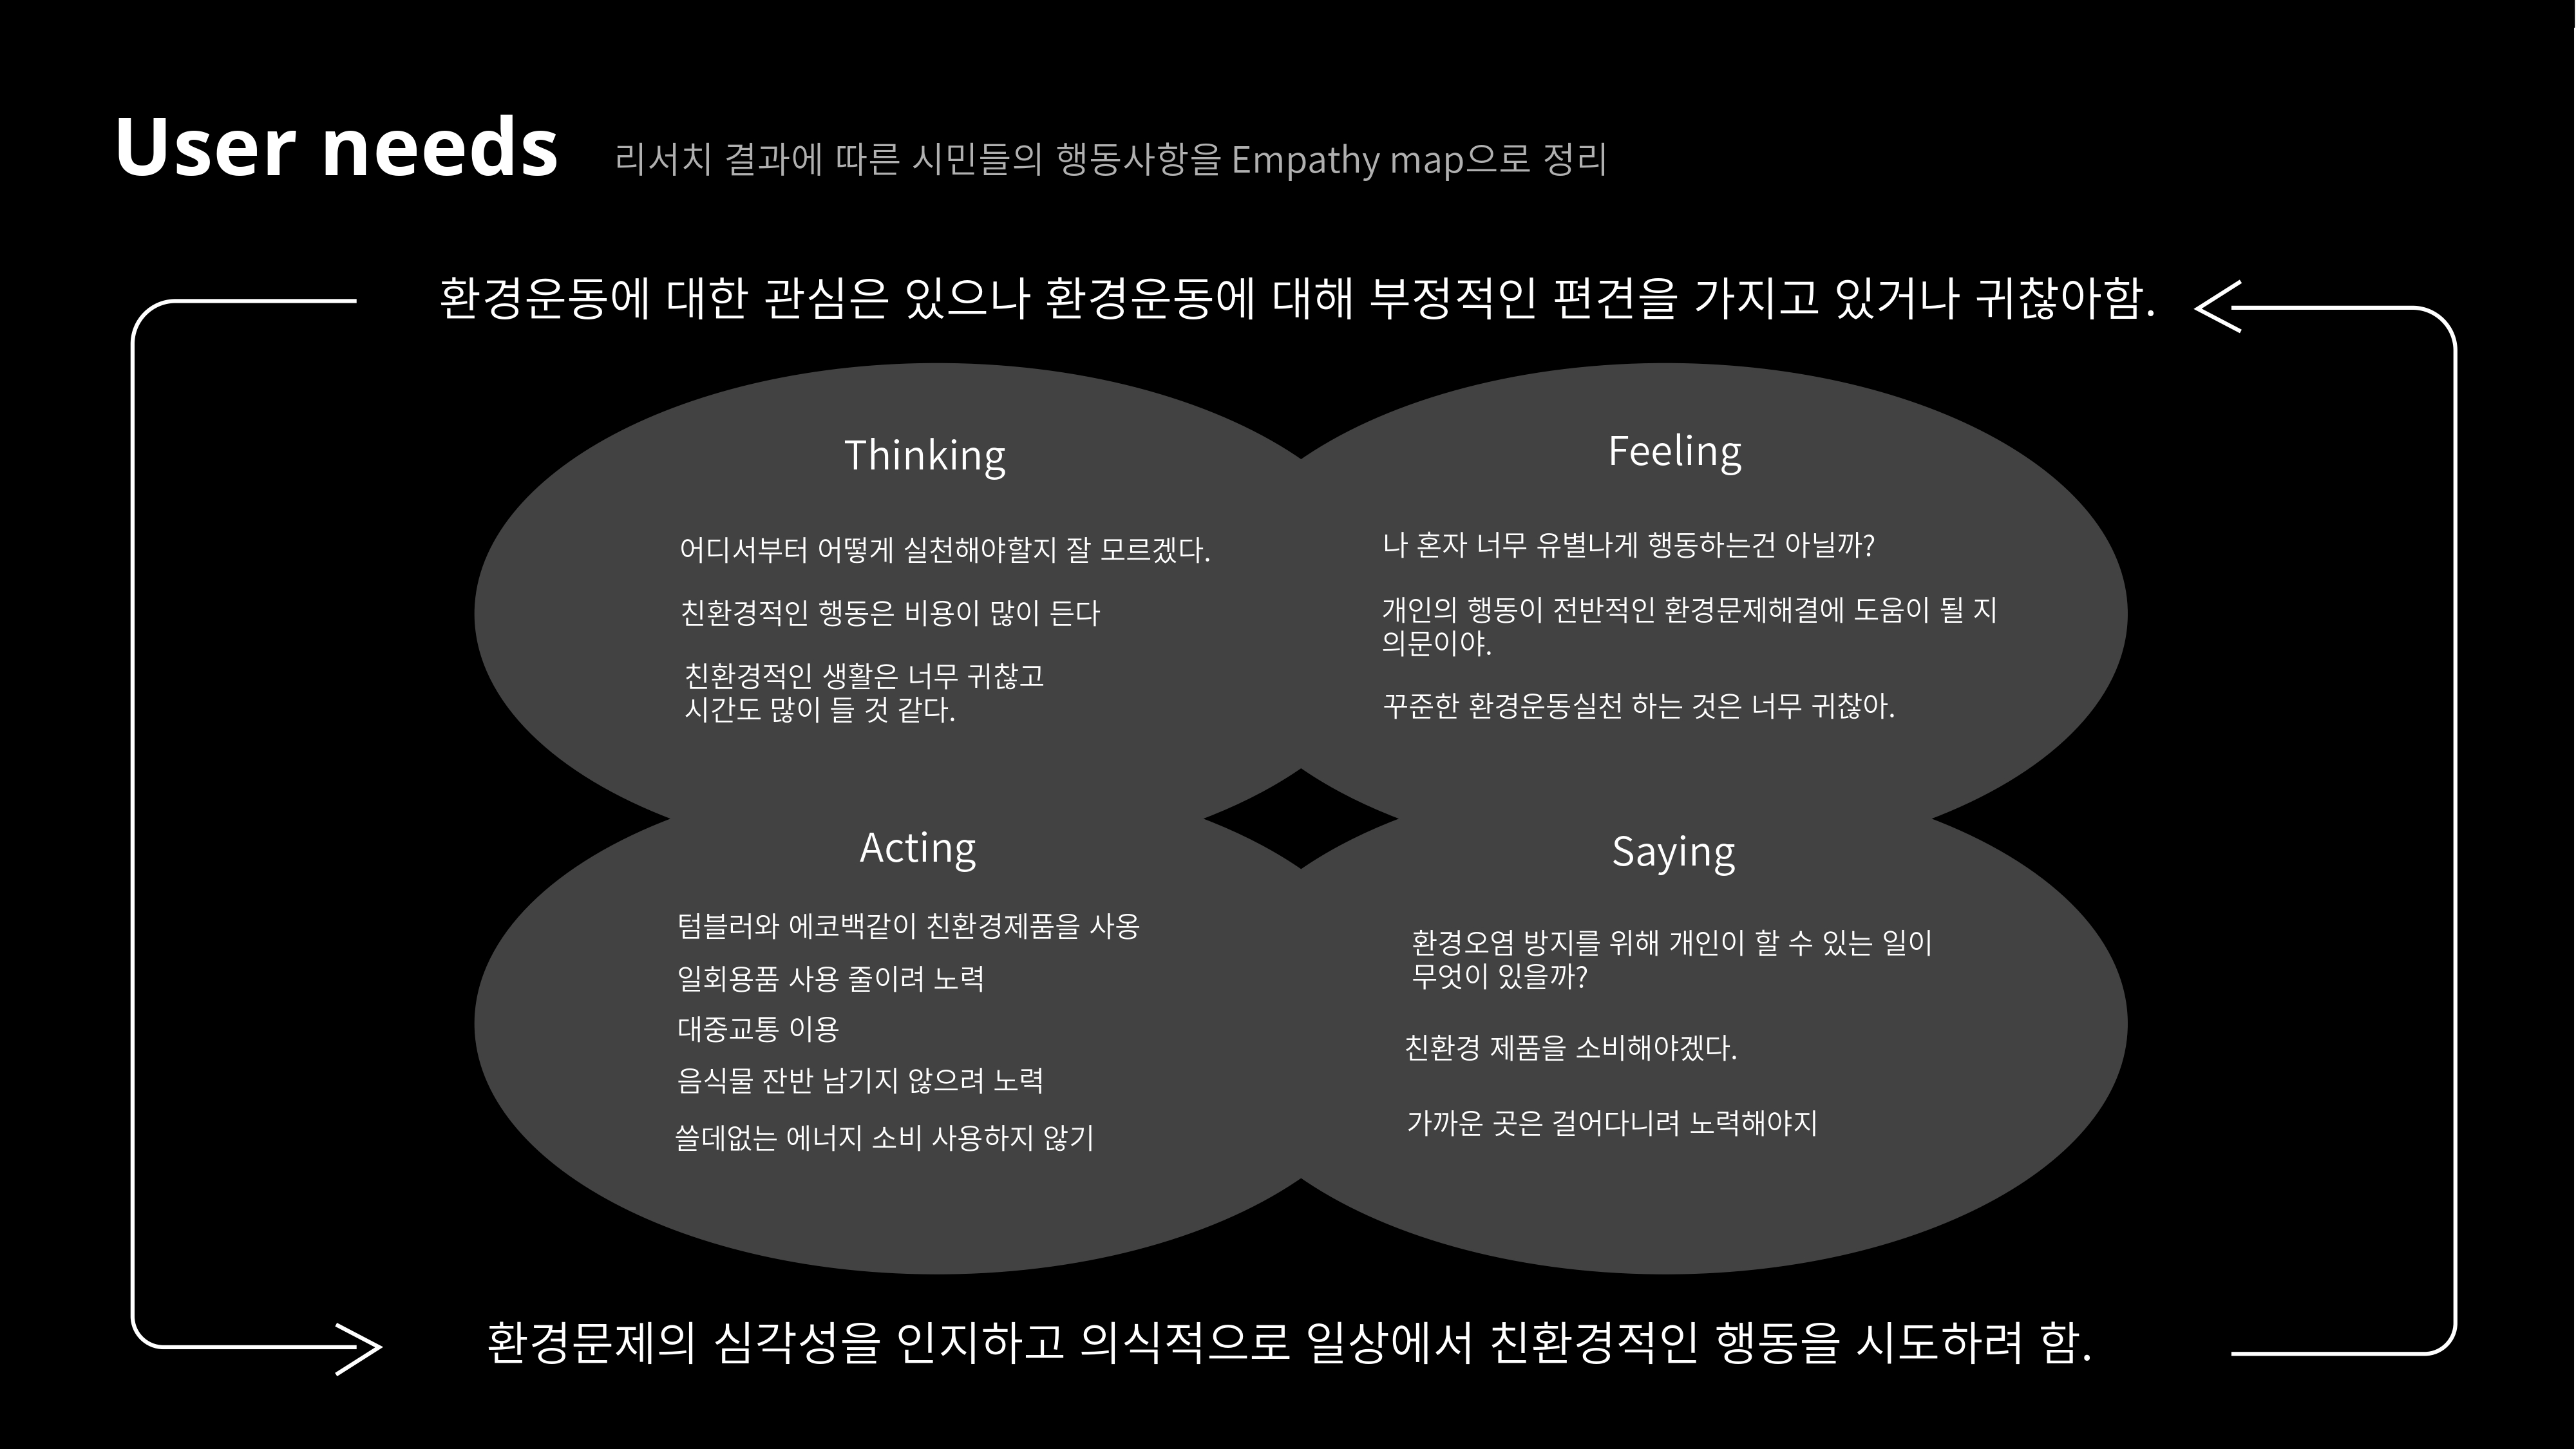 User needs
리서치 결과에 따른 시민들의 행동사항을 Empathy map으로 정리
환경운동에 대한 관심은 있으나 환경운동에 대해 부정적인 편견을 가지고 있거나 귀찮아함.
Thinking
어디서부터 어떻게 실천해야할지 잘 모르겠다.
친환경적인 행동은 비용이 많이 든다
친환경적인 생활은 너무 귀찮고
시간도 많이 들 것 같다.
Feeling
나 혼자 너무 유별나게 행동하는건 아닐까?
개인의 행동이 전반적인 환경문제해결에 도움이 될 지
의문이야.
꾸준한 환경운동실천 하는 것은 너무 귀찮아.
Acting
텀블러와 에코백같이 친환경제품을 사옹
일회용품 사용 줄이려 노력
대중교통 이용
음식물 잔반 남기지 않으려 노력
쓸데없는 에너지 소비 사용하지 않기
Saying
환경오염 방지를 위해 개인이 할 수 있는 일이
무엇이 있을까?
친환경 제품을 소비해야겠다.
가까운 곳은 걸어다니려 노력해야지
환경문제의 심각성을 인지하고 의식적으로 일상에서 친환경적인 행동을 시도하려 함.